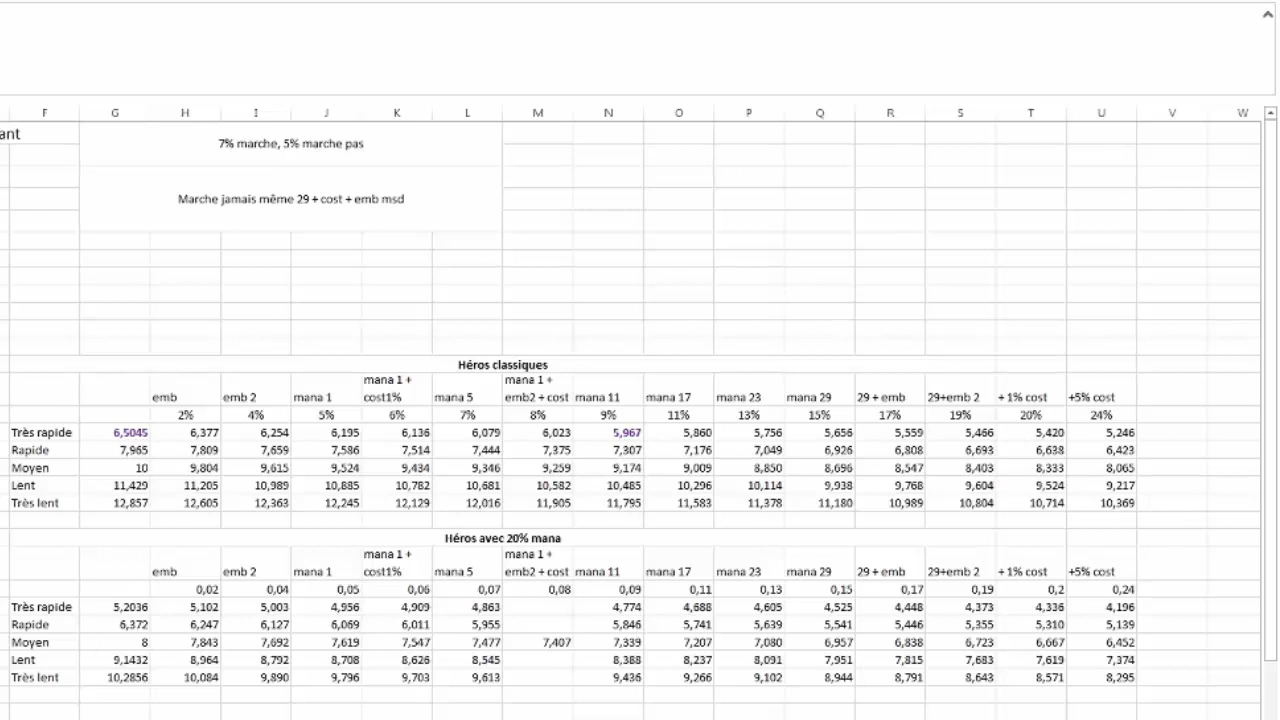 F G H I J K L M N O P Q R S T U V W
ant
7% marche, 5% marche pas
Marche jamais même 29 + cost + emb msd
Héros classiques
emb emb 2 mana 1 mana 1 + cost1% mana 5 mana 1 + emb2 + cost mana 11 mana 17 mana 23 mana 29 29 + emb 29+emb 2 + 1% cost +5% cost
2% 4% 5% 6% 7% 8% 9% 11% 13% 15% 17% 19% 20% 24%
Très rapide 6,5045 6,377 6,254 6,195 6,136 6,079 6,023 5,967 5,860 5,756 5,656 5,559 5,466 5,420 5,246
Rapide 7,965 7,809 7,659 7,586 7,514 7,444 7,375 7,307 7,176 7,049 6,926 6,808 6,693 6,638 6,423
Moyen 10 9,804 9,615 9,524 9,434 9,346 9,259 9,174 9,009 8,850 8,696 8,547 8,403 8,333 8,065
Lent 11,429 11,205 10,989 10,885 10,782 10,681 10,582 10,485 10,296 10,114 9,938 9,768 9,604 9,524 9,217
Très lent 12,857 12,605 12,363 12,245 12,129 12,016 11,905 11,795 11,583 11,378 11,180 10,989 10,804 10,714 10,369
Héros avec 20% mana
emb emb 2 mana 1 mana 1 + cost1% mana 5 mana 1 + emb2 + cost mana 11 mana 17 mana 23 mana 29 29 + emb 29+emb 2 + 1% cost +5% cost
0,02 0,04 0,05 0,06 0,07 0,08 0,09 0,11 0,13 0,15 0,17 0,19 0,2 0,24
Très rapide 5,2036 5,102 5,003 4,956 4,909 4,863 4,774 4,688 4,605 4,525 4,448 4,373 4,336 4,196
Rapide 6,372 6,247 6,127 6,069 6,011 5,955 5,846 5,741 5,639 5,541 5,446 5,355 5,310 5,139
Moyen 8 7,843 7,692 7,619 7,547 7,477 7,407 7,339 7,207 7,080 6,957 6,838 6,723 6,667 6,452
Lent 9,1432 8,964 8,792 8,708 8,626 8,545 8,388 8,237 8,091 7,951 7,815 7,683 7,619 7,374
Très lent 10,2856 10,084 9,890 9,796 9,703 9,613 9,436 9,266 9,102 8,944 8,791 8,643 8,571 8,295